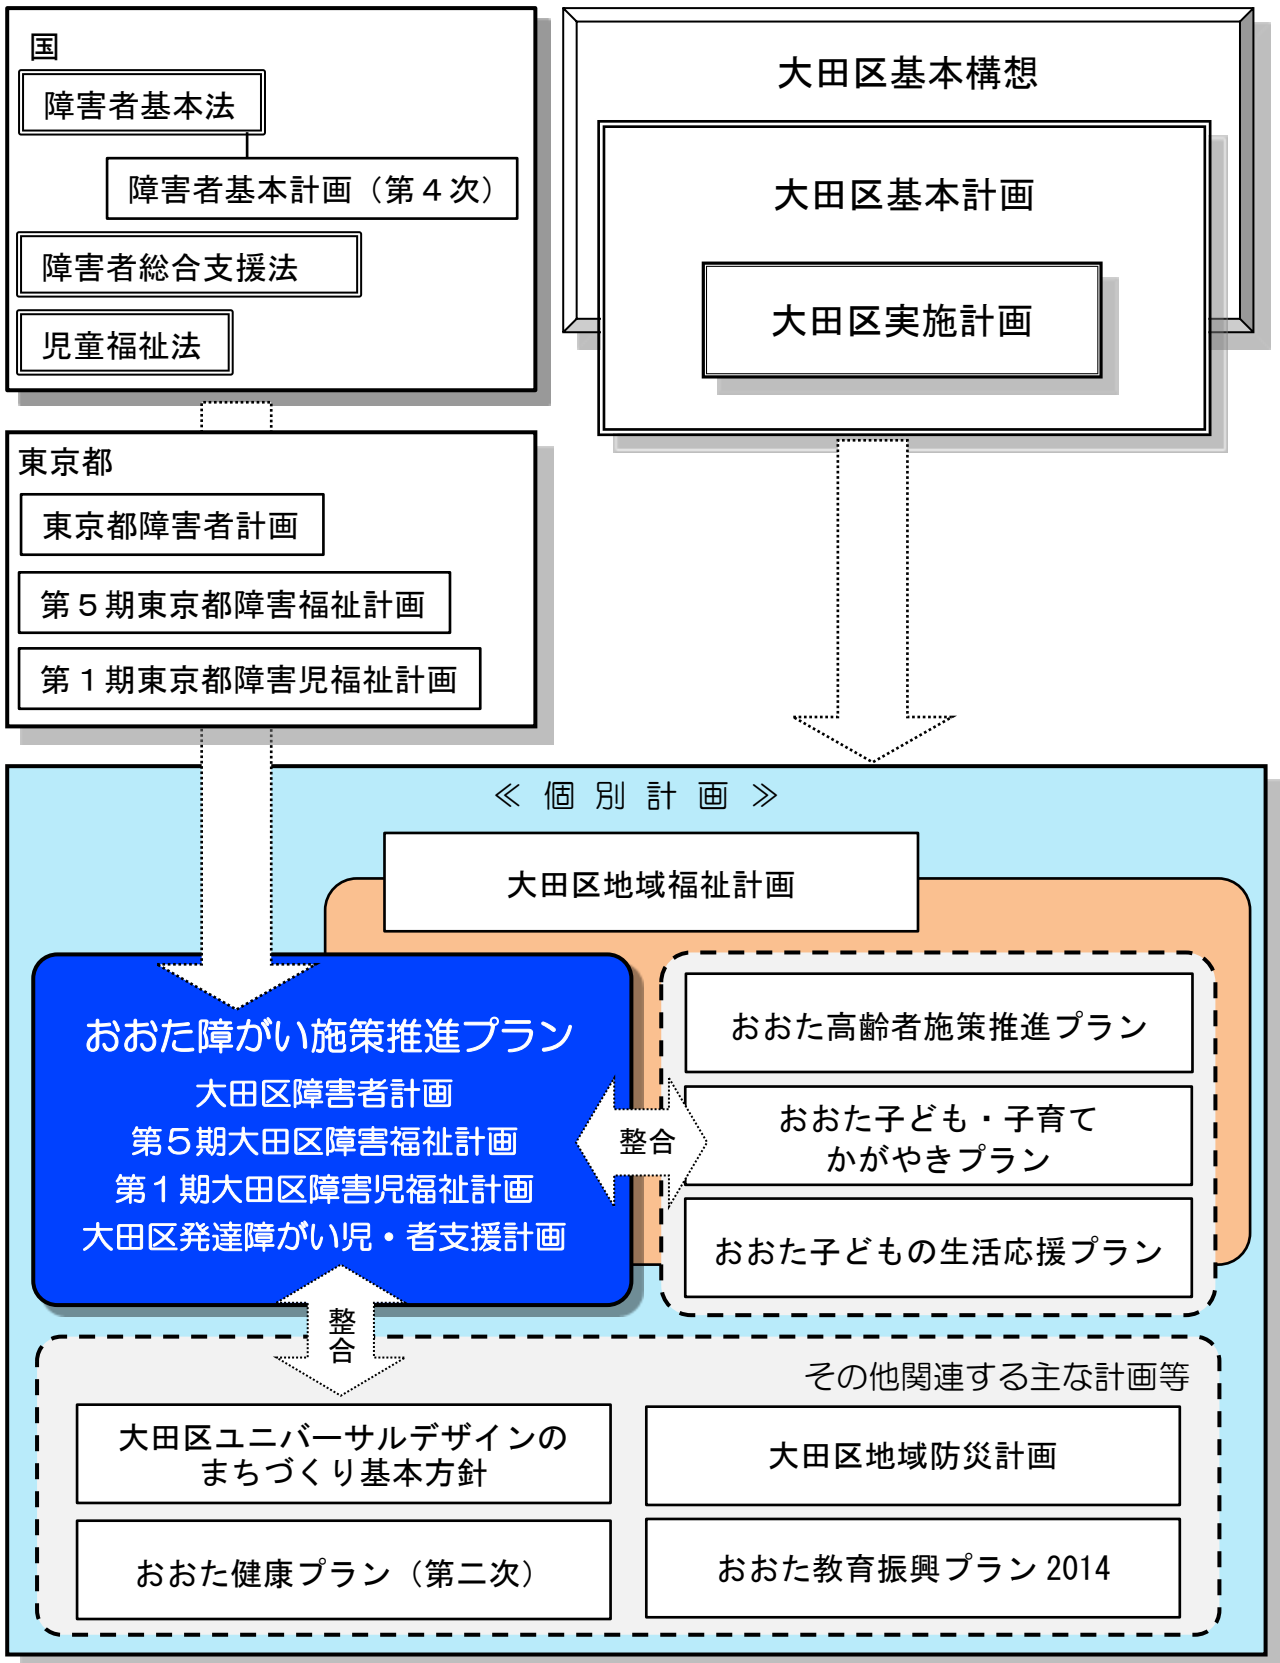 国
障害者基本法
障害者基本計画（第４次）
障害者総合支援法
児童福祉法
大田区基本構想
大田区基本計画
大田区実施計画
東京都
東京都障害者計画
第５期東京都障害福祉計画
第１期東京都障害児福祉計画
≪ 個 別 計 画 ≫
大田区地域福祉計画
おおた障がい施策推進プラン
大田区障害者計画
第５期大田区障害福祉計画
第１期大田区障害児福祉計画
大田区発達障がい児・者支援計画
整合
おおた高齢者施策推進プラン
おおた子ども・子育て
かがやきプラン
おおた子どもの生活応援プラン
整
合
その他関連する主な計画等
大田区ユニバーサルデザインの
まちづくり基本方針
大田区地域防災計画
おおた健康プラン（第二次）
おおた教育振興プラン 2014